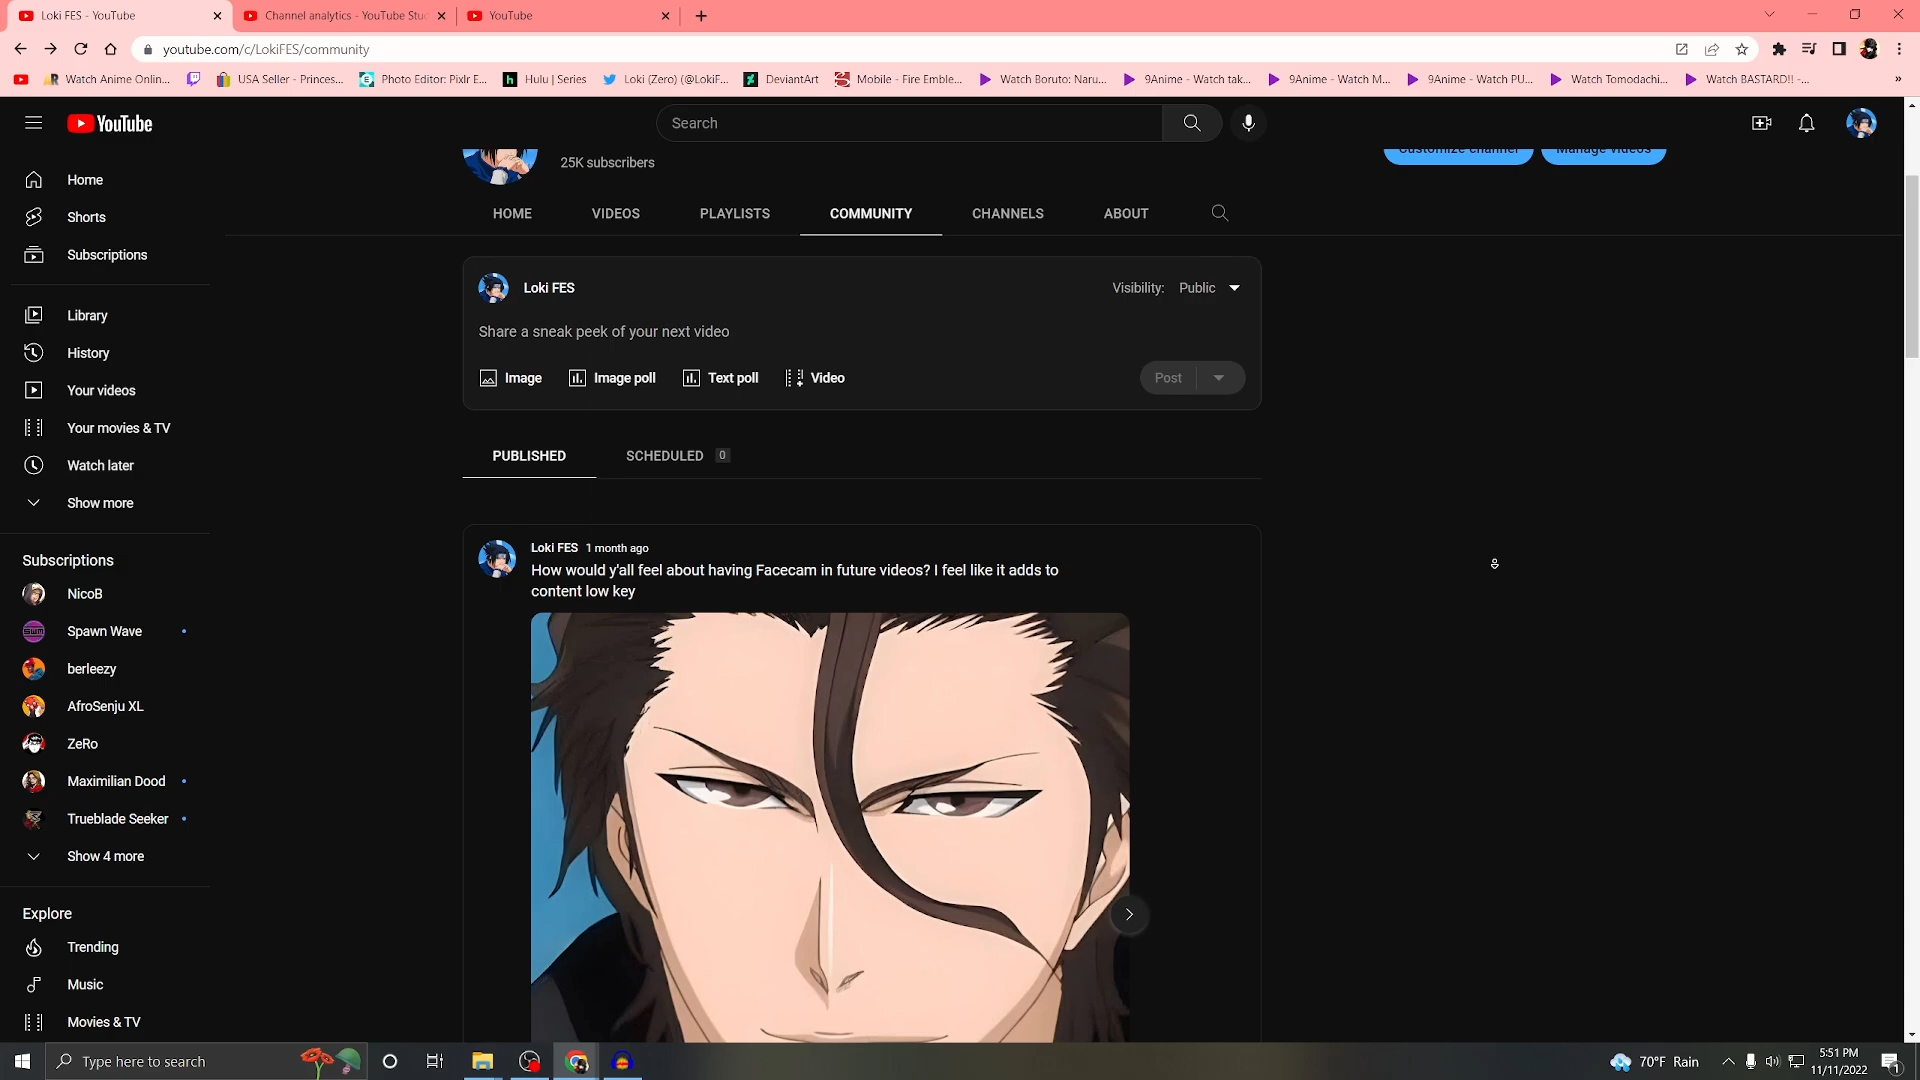 Loki FES - YouTube
Channel analytics - YouTube Stu
YouTube
youtube.com/c/LokiFES/community
Watch Anime Online...
USA Seller - Princes...
Photo Editor: Pixlr E...
Hulu | Series
Loki (Zero) (@LokiF...
DeviantArt
Mobile - Fire Emble...
Watch Boruto: Naru...
9Anime - Watch tak...
9Anime - Watch M...
9Anime - Watch PU...
Watch Tomodachi...
Watch BASTARD!! -...
YouTube
Search
25K subscribers
Customize channel
Manage videos
HOME
VIDEOS
PLAYLISTS
COMMUNITY
CHANNELS
ABOUT
Home
Shorts
Subscriptions
Library
History
Your videos
Your movies & TV
Watch later
Show more
Subscriptions
NicoB
Spawn Wave
berleezy
AfroSenju XL
ZeRo
Maximilian Dood
Trueblade Seeker
Show 4 more
Explore
Trending
Music
Movies & TV
Loki FES
Visibility: Public
Share a sneak peek of your next video
Image
Image poll
Text poll
Video
Post
PUBLISHED
SCHEDULED 0
Loki FES 1 month ago
How would y'all feel about having Facecam in future videos? I feel like it adds to
content low key
Type here to search
70°F Rain
5:51 PM
11/11/2022
1